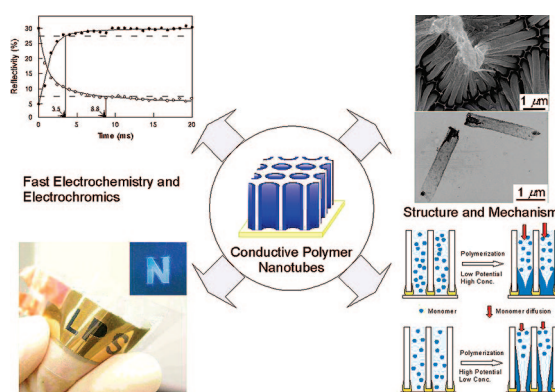 30
25
20
15
10
5
0
Reflectivity (%)
3.5
8.8
0
5
10
15
20
Time (ms)
Fast Electrochemistry and
Electrochromics
N
LPS
Conductive Polymer
Nanotubes
1 μm
1 μm
Structure and Mechanism
Polymerization
Low Potential
High Conc.
Monomer
Monomer diffusion
Polymerization
High Potential
Low Conc.